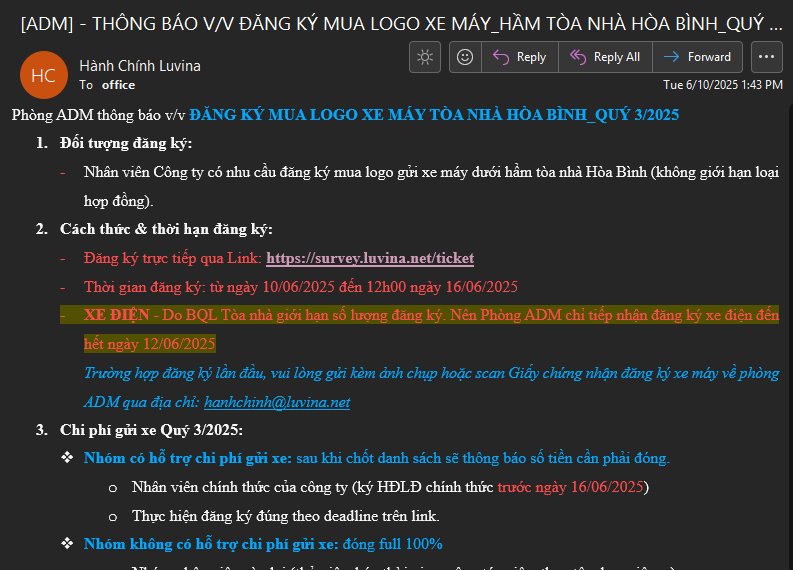 [ADM] - THÔNG BÁO V/V ĐĂNG KÝ MUA LOGO XE MÁY_HẦM TÒA NHÀ HÒA BÌNH_QUÝ ...
HC
Hành Chính Luvina
To office
Reply
Reply All
Forward
Tue 6/10/2025 1:43 PM
Phòng ADM thông báo v/v ĐĂNG KÝ MUA LOGO XE MÁY TÒA NHÀ HÒA BÌNH_QUÝ 3/2025
1. Đối tượng đăng ký:
- Nhân viên Công ty có nhu cầu đăng ký mua logo gửi xe máy dưới hầm tòa nhà Hòa Bình (không giới hạn loại
hợp đồng).
2. Cách thức & thời hạn đăng ký:
- Đăng ký trực tiếp qua Link: https://survey.luvina.net/ticket
- Thời gian đăng ký: từ ngày 10/06/2025 đến 12h00 ngày 16/06/2025
- XE ĐIỆN - Do BQL Tòa nhà giới hạn số lượng đăng ký. Nên Phòng ADM chỉ tiếp nhận đăng ký xe điện đến
hết ngày 12/06/2025
Trường hợp đăng ký lần đầu, vui lòng gửi kèm ảnh chụp hoặc scan Giấy chứng nhận đăng ký xe máy về phòng
ADM qua địa chỉ: hanhchinh@luvina.net
3. Chi phí gửi xe Quý 3/2025:
❖ Nhóm có hỗ trợ chi phí gửi xe: sau khi chốt danh sách sẽ thông báo số tiền cần phải đóng.
o Nhân viên chính thức của công ty (ký HĐLĐ chính thức trước ngày 16/06/2025)
o Thực hiện đăng ký đúng theo deadline trên link.
❖ Nhóm không có hỗ trợ chi phí gửi xe: đóng full 100%